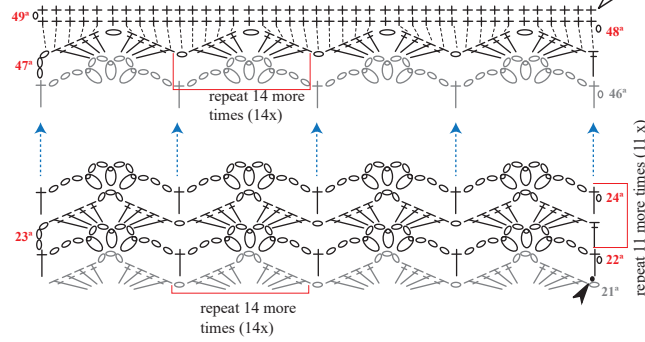 49ª
48ª
47ª
46ª
repeat 14 more
times (14x)
repeat 11 more times (11 x)
24ª
23ª
22ª
21ª
repeat 14 more
times (14x)